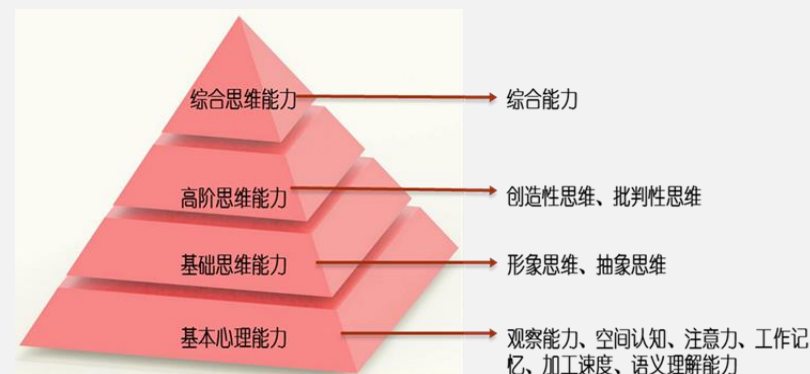 综合思维能力
综合能力
高阶思维能力
创造性思维、批判性思维
基础思维能力
形象思维、抽象思维
基本心理能力
观察能力、空间认知、注意力、工作记
忆、加工速度、语义理解能力